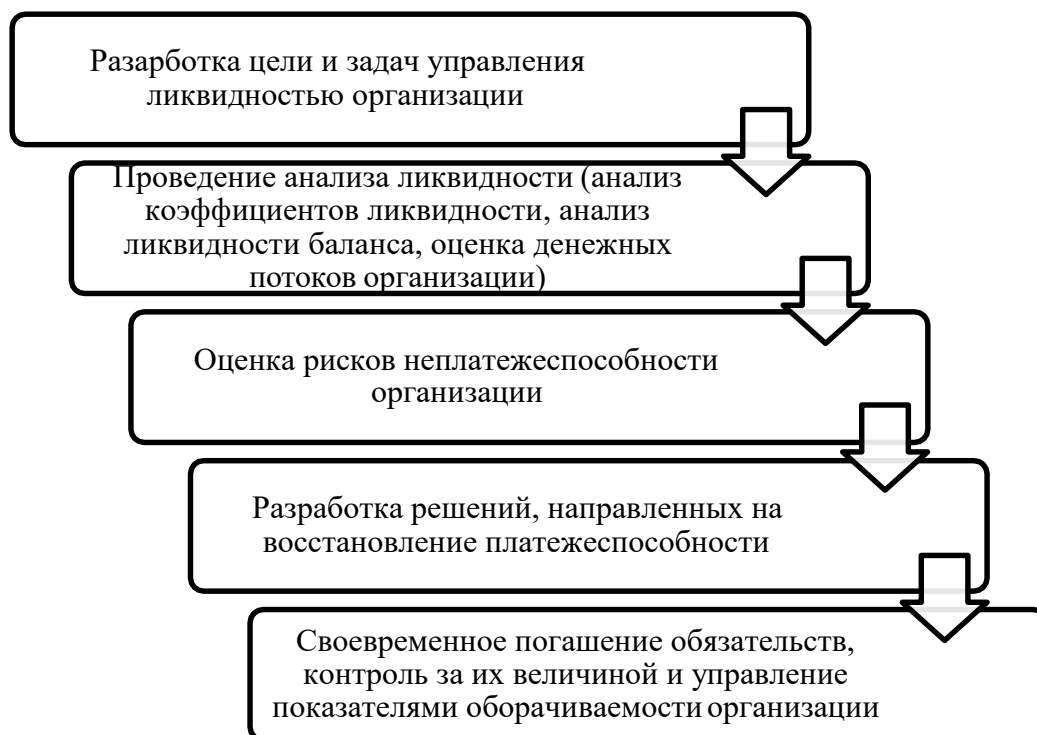 Разарботка цели и задач управления
ликвидностью организации
Проведение анализа ликвидности (анализ
коэффициентов ликвидности, анализ
ликвидности баланса, оценка денежных
потоков организации)
Оценка рисков неплатежеспособности
организации
Разработка решений, направленных на
восстановление платежеспособности
Своевременное погашение обязательств,
контроль за их величиной и управление
показателями оборачиваемости организации